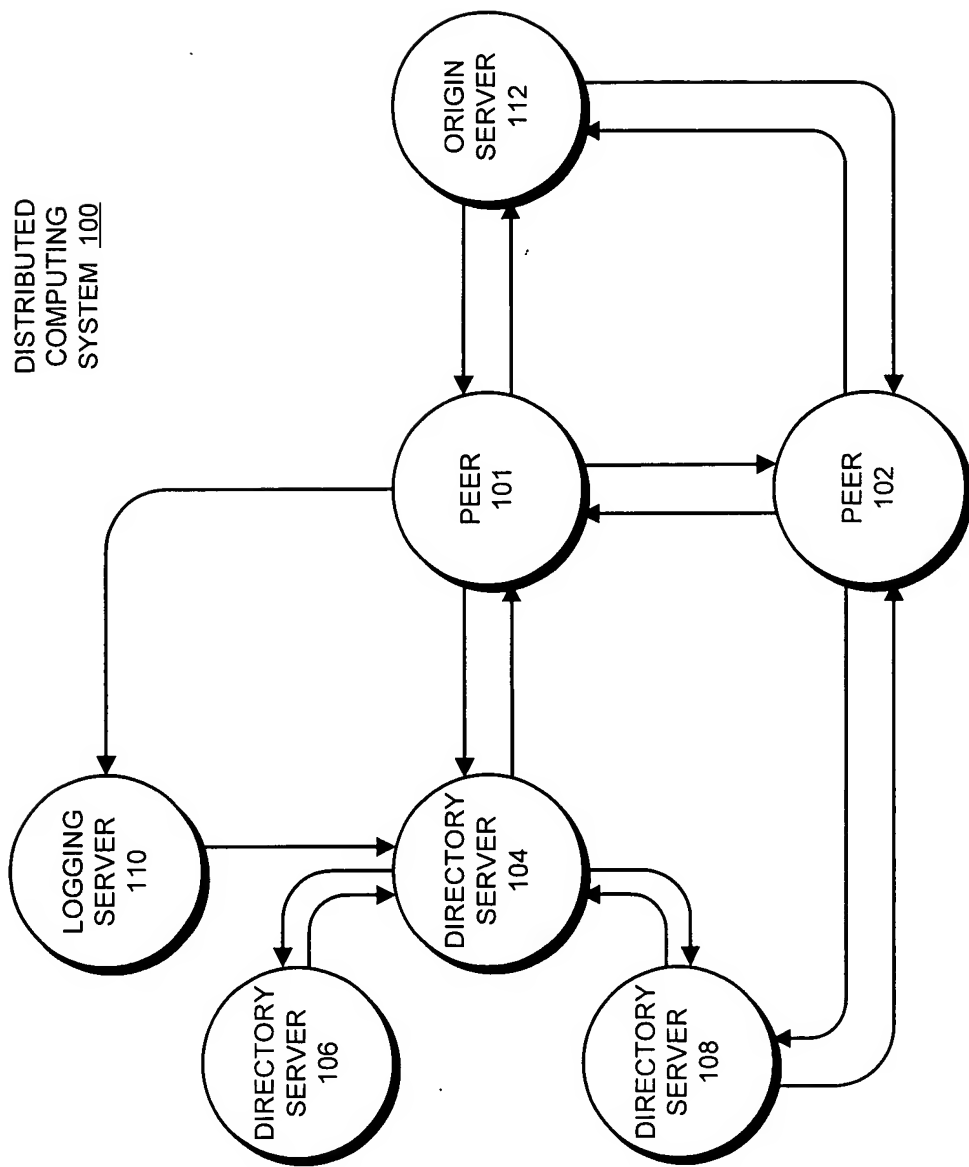 DISTRIBUTED
COMPUTING
SYSTEM 100
LOGGING
SERVER
110
DIRECTORY
SERVER
106
DIRECTORY
SERVER
104
DIRECTORY
SERVER
108
PEER
101
PEER
102
ORIGIN
SERVER
112